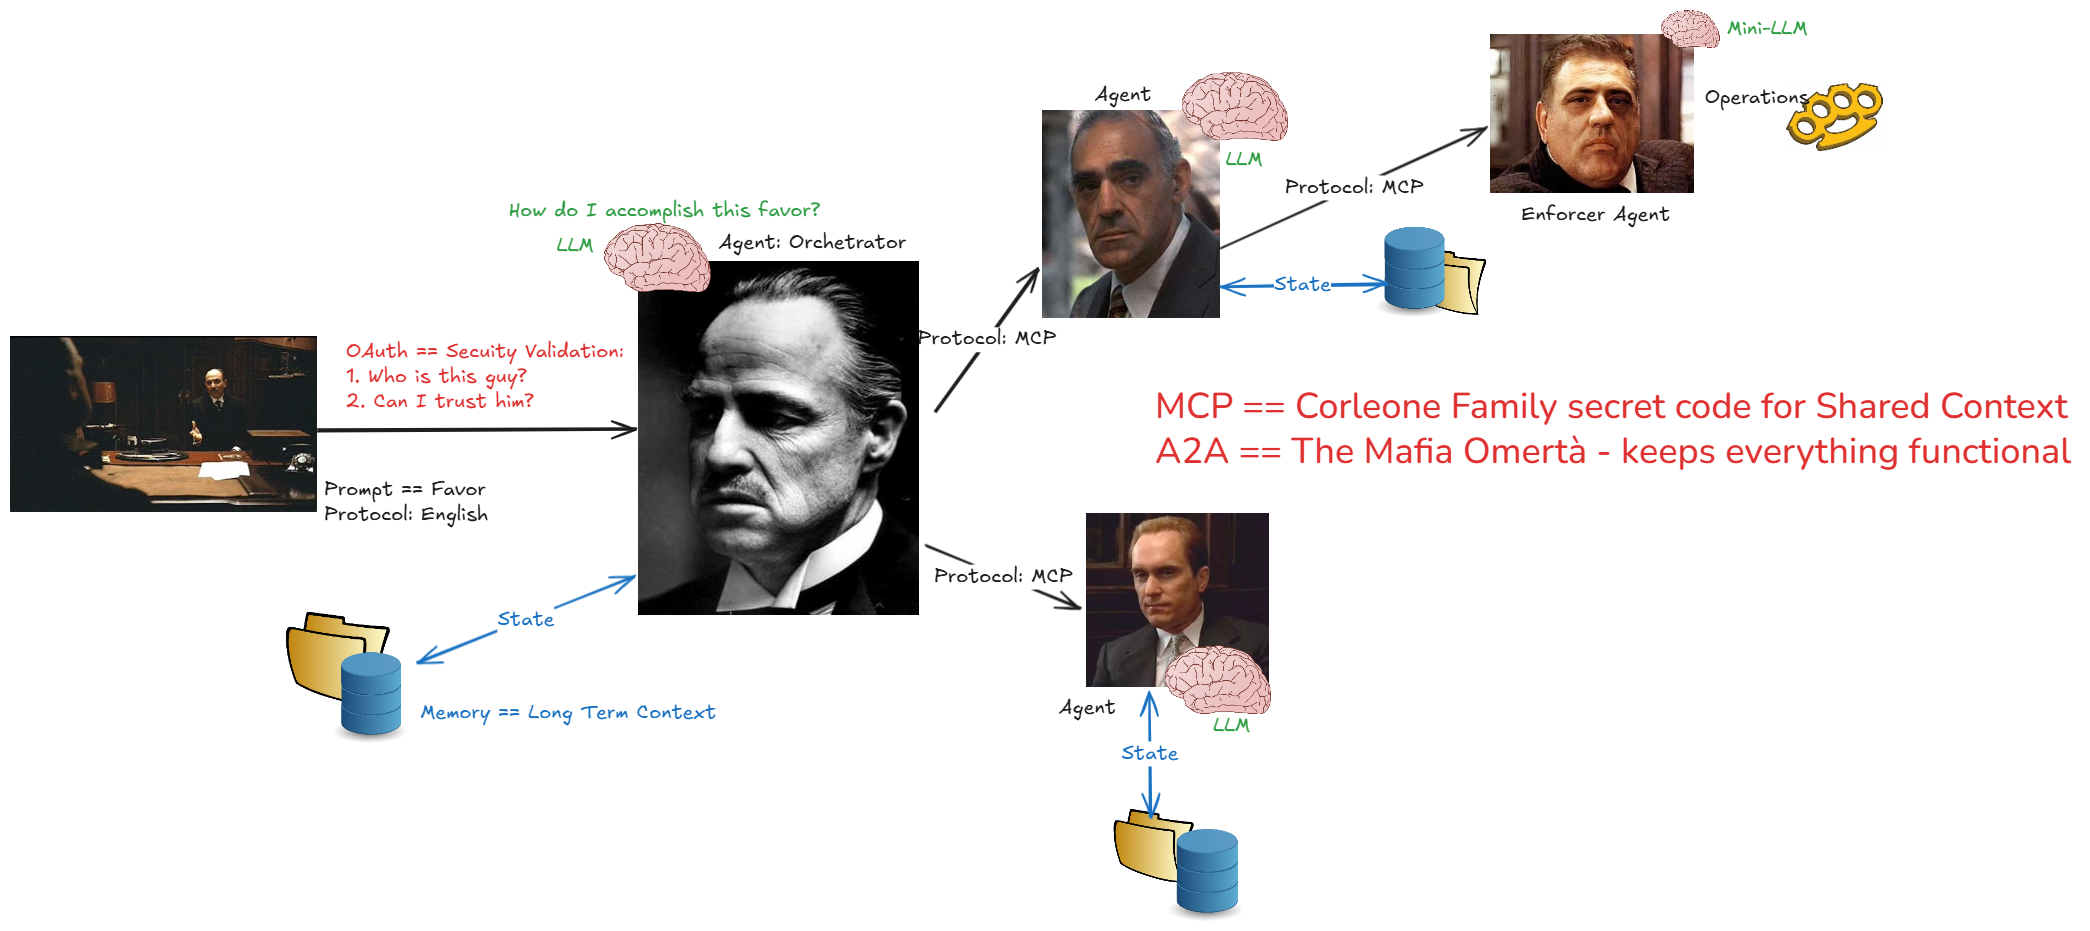 Mini-LLM
Agent
Operations
LLM
Protocol: MCP
Enforcer Agent
How do I accomplish this favor?
LLM
Agent: Orchetrator
State
Protocol: MCP
OAuth == Secuity Validation:
1. Who is this guy?
2. Can I trust him?
MCP == Corleone Family secret code for Shared Context
A2A == The Mafia Omertà - keeps everything functional
Prompt == Favor
Protocol: English
Protocol: MCP
State
Memory == Long Term Context
Agent
LLM
State